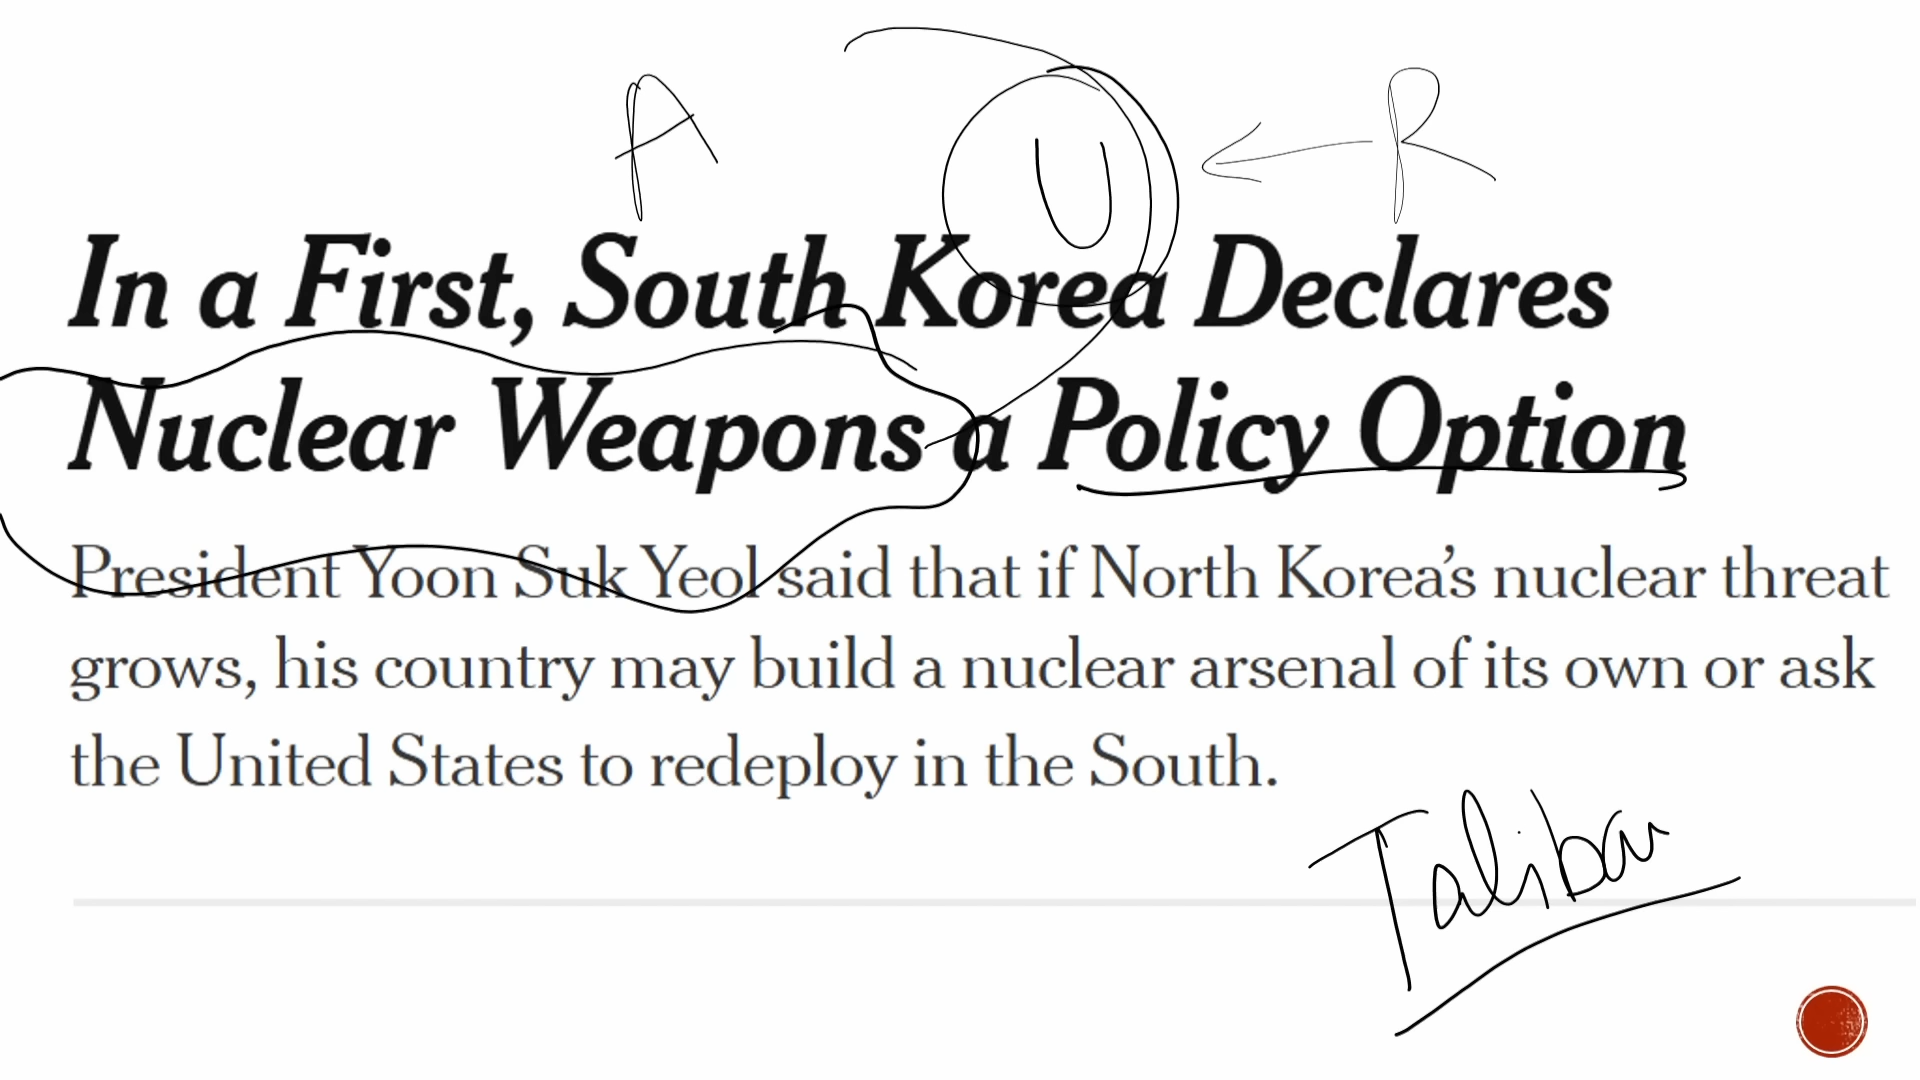 A U R
In a First, South Korea Declares
Nuclear Weapons a Policy Option
President Yoon Suk Yeol said that if North Korea's nuclear threat
grows, his country may build a nuclear arsenal of its own or ask
the United States to redeploy in the South.
Taliban